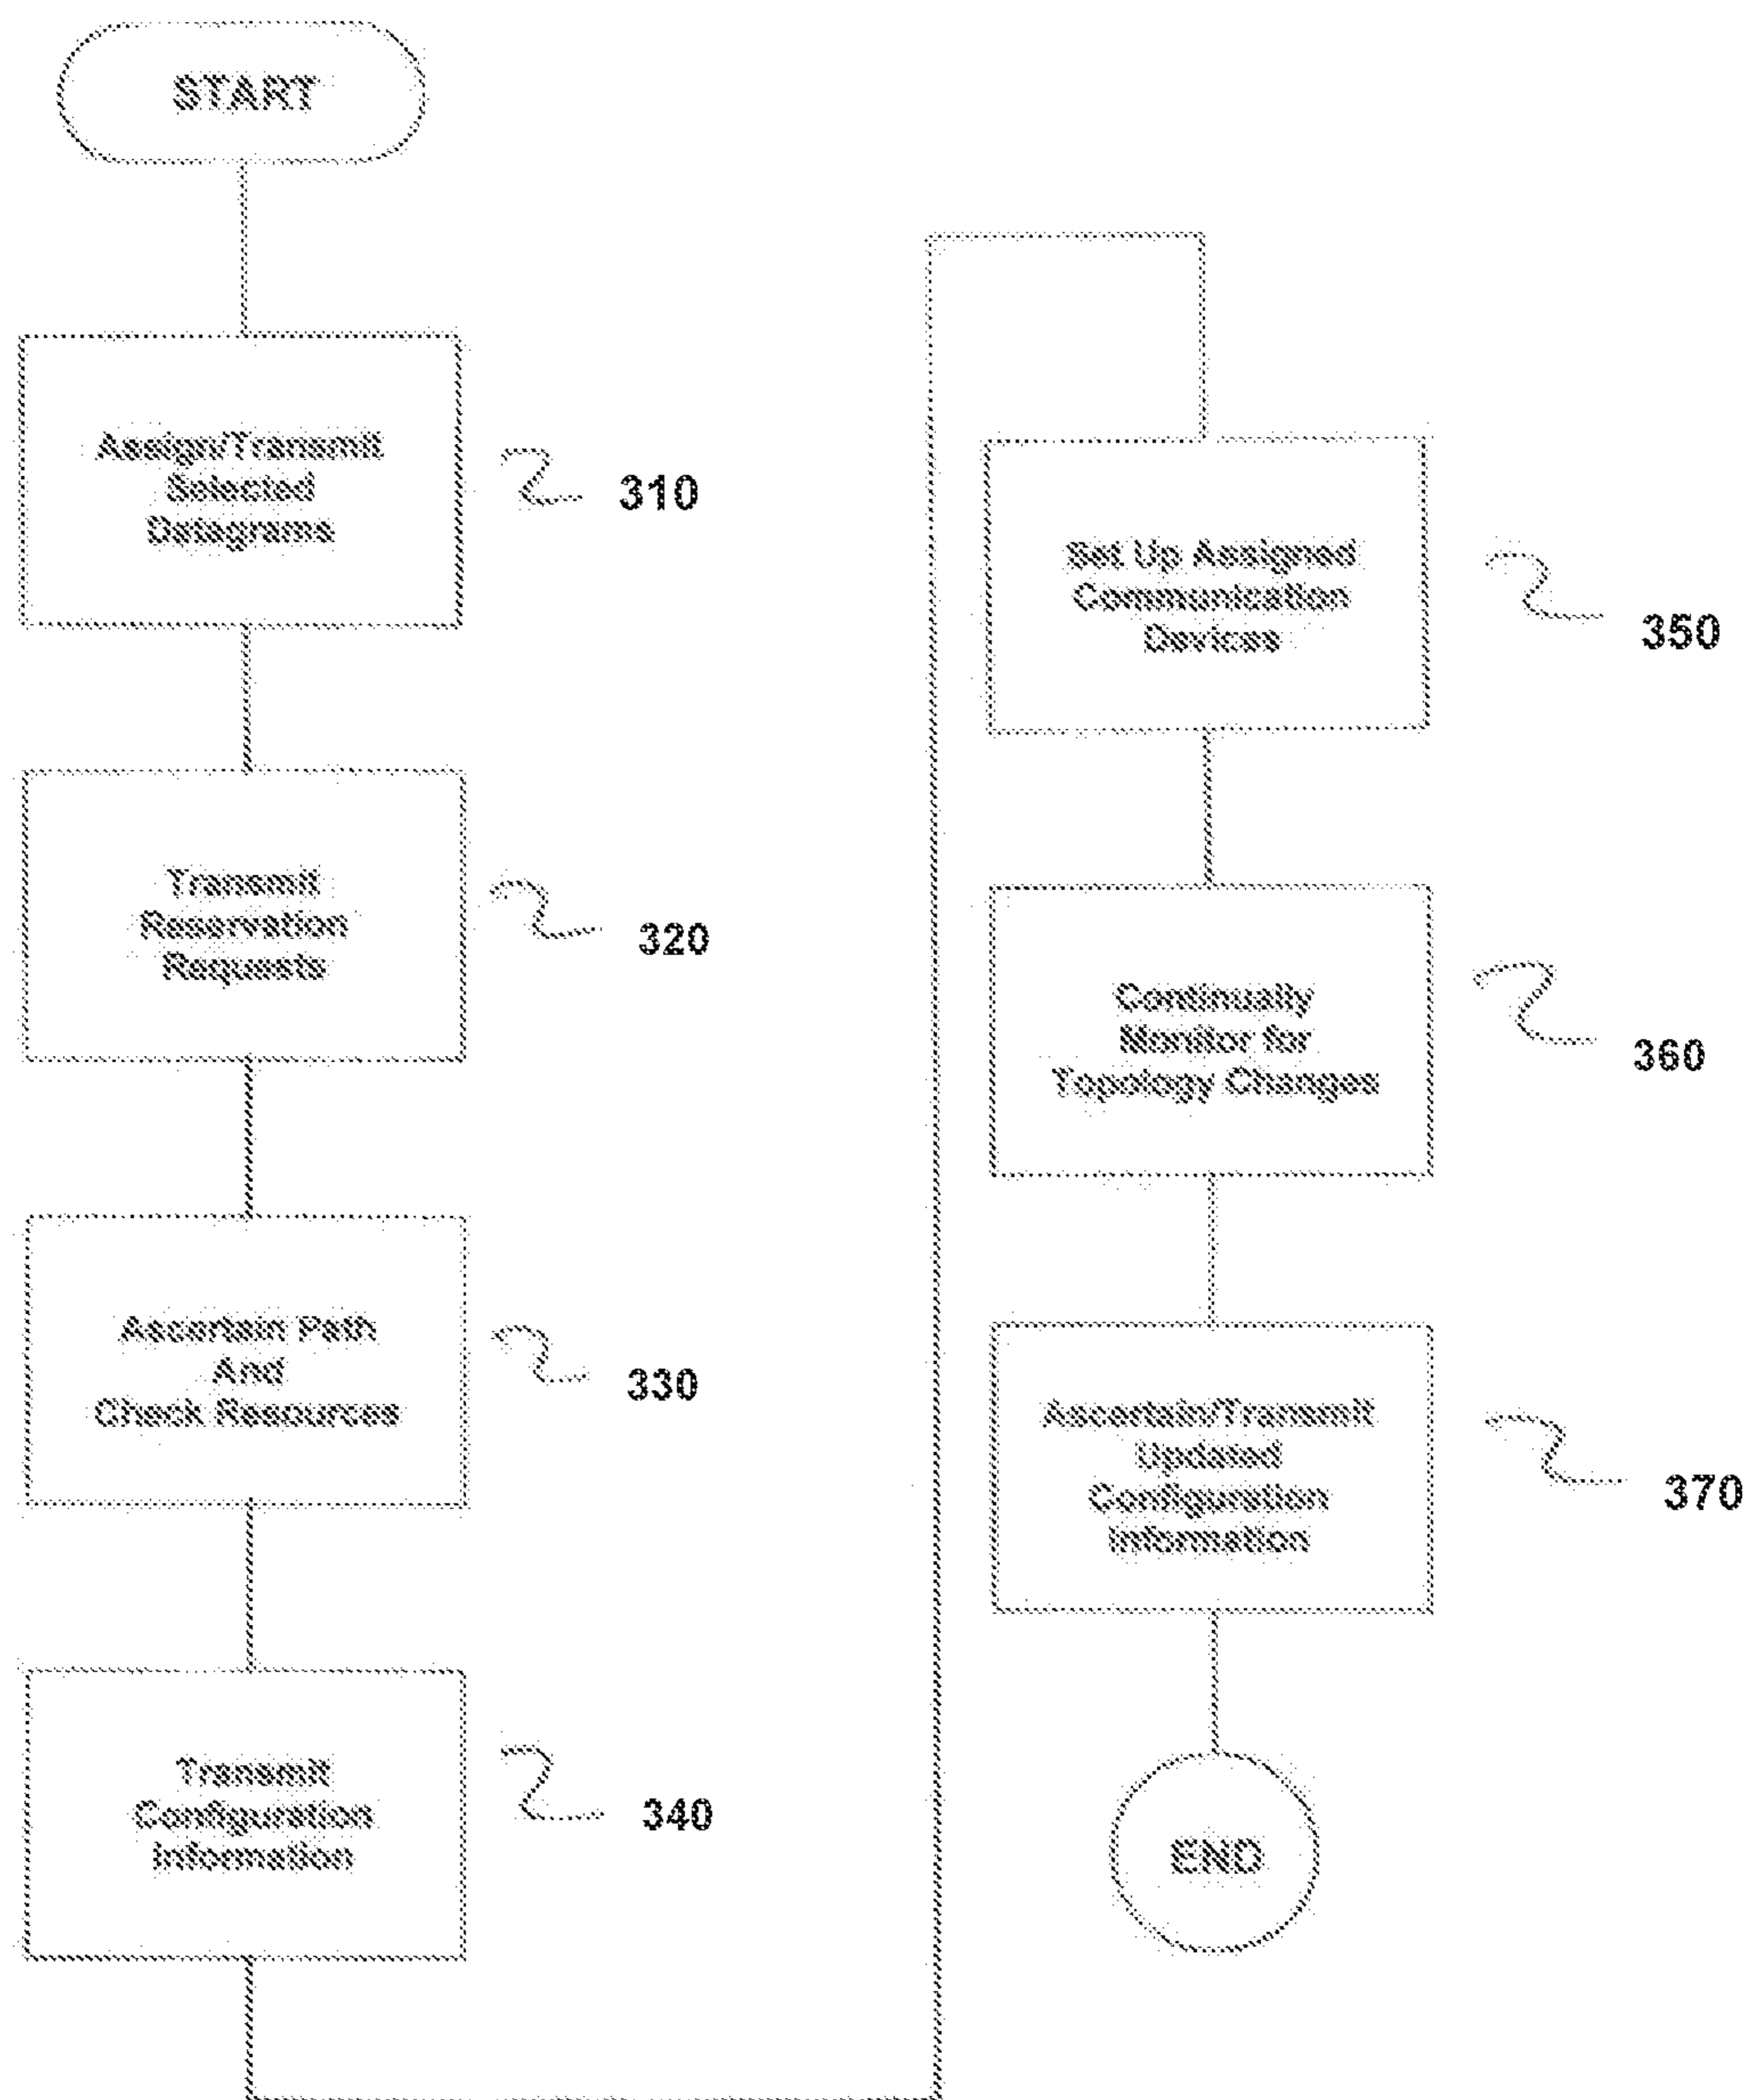 START
Assign/Transmit
Selected
Datagrams
310
Transmit
Reservation
Requests
320
Ascertain Path
And
Check Resources
330
Transmit
Configuration
Information
340
Set Up Assigned
Communication
Devices
350
Continually
Monitor for
Topology Changes
360
Ascertain/Transmit
Updated
Configuration
Information
370
END